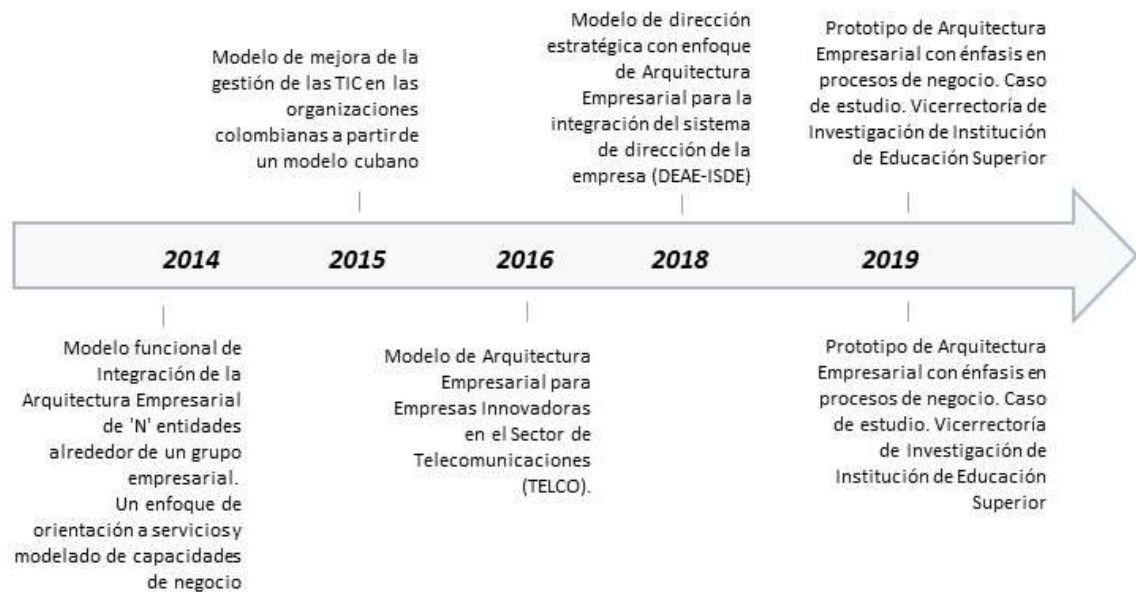 Modelo de mejora de la
gestión de las TIC en las
organizaciones
colombianas a partir de
un modelo cubano
Modelo de dirección
estratégica con enfoque
de Arquitectura
Empresarial para la
integración del sistema
de dirección de la
empresa (DEAE-ISDE)
Prototipo de Arquitectura
Empresarial con énfasis en
procesos de negocio. Caso
de estudio. Vicerrectoría de
Investigación de Institución
de Educación Superior
2014
2015
2016
2018
2019
Modelo funcional de
Integración de la
Arquitectura Empresarial
de 'N' entidades
alrededor de un grupo
empresarial.
Un enfoque de
orientación a servicios y
modelado de capacidades
de negocio
Modelo de Arquitectura
Empresarial para
Empresas Innovadoras
en el Sector de
Telecomunicaciones
(TELCO).
Prototipo de Arquitectura
Empresarial con énfasis en
procesos de negocio. Caso
de estudio. Vicerrectoría
de Investigación de
Institución de Educación
Superior